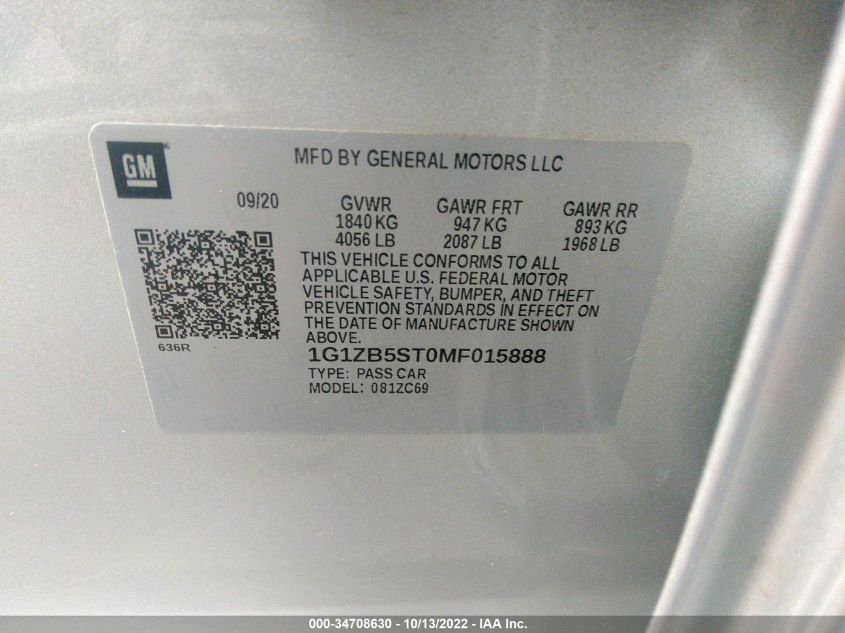 GM
MFD BY GENERAL MOTORS LLC
09/20 GVWR GAWR FRT GAWR RR
1840 KG 947 KG 893 KG
4056 LB 2087 LB 1968 LB
THIS VEHICLE CONFORMS TO ALL
APPLICABLE U.S. FEDERAL MOTOR
VEHICLE SAFETY, BUMPER, AND THEFT
PREVENTION STANDARDS IN EFFECT ON
THE DATE OF MANUFACTURE SHOWN
ABOVE.
636R
1G1ZB5ST0MF015888
TYPE: PASS CAR
MODEL: 081ZC69
000-34708630 - 10/13/2022 - IAA Inc.